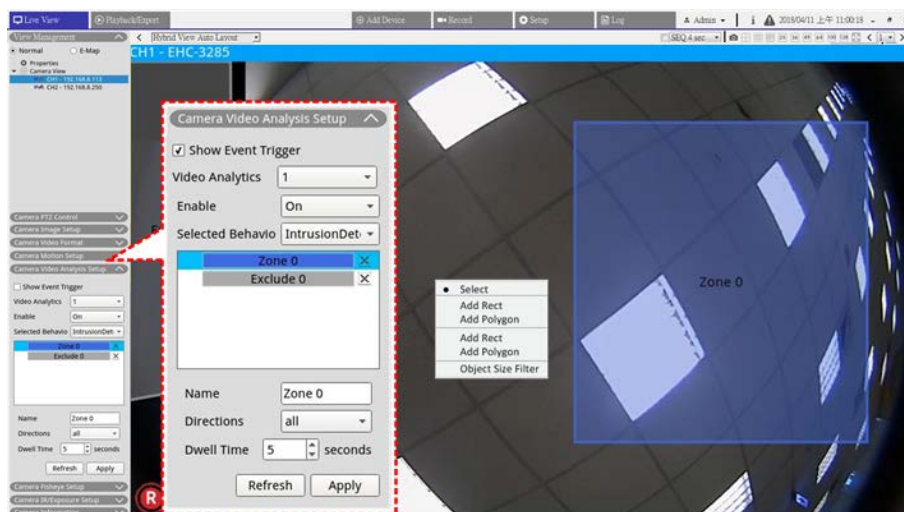 Live View
Playback/Export
Add Device
Record
Setup
Log
Admin
2018/04/11 上午 11:00:18
View Management
Hybrid View Auto Layout
SEQ 4 sec
Normal
E-Map
CH1 - EHC-3285
Properties
Camera View
CH1 - 192.168.8.113
CH2 - 192.168.8.250
Camera PTZ Control
Camera Image Setup
Camera Video Format
Camera Motion Setup
Camera Video Analysis Setup
Show Event Trigger
Video Analytics 1
Enable On
Selected Behavio IntrusionDet
Zone 0 X
Exclude 0 X
Name Zone 0
Directions all
Dwell Time 5 seconds
Refresh Apply
Camera Fisheye Setup
Camera IR/Exposure Setup
Camera Information
Camera Video Analysis Setup
Show Event Trigger
Video Analytics 1
Enable On
Selected Behavio IntrusionDet
Zone 0 X
Exclude 0 X
Name Zone 0
Directions all
Dwell Time 5 seconds
Refresh Apply
R
Select
Add Rect
Add Polygon
Add Rect
Add Polygon
Object Size Filter
Zone 0